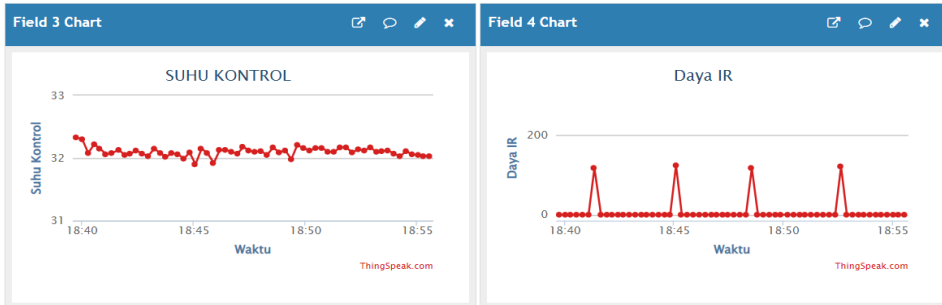 Field 3 Chart
SUHU KONTROL
Suhu Kontrol
33
32
31
18:40 18:45 18:50 18:55
Waktu
ThingSpeak.com
Field 4 Chart
Daya IR
Daya IR
200
0
18:40 18:45 18:50 18:55
Waktu
ThingSpeak.com